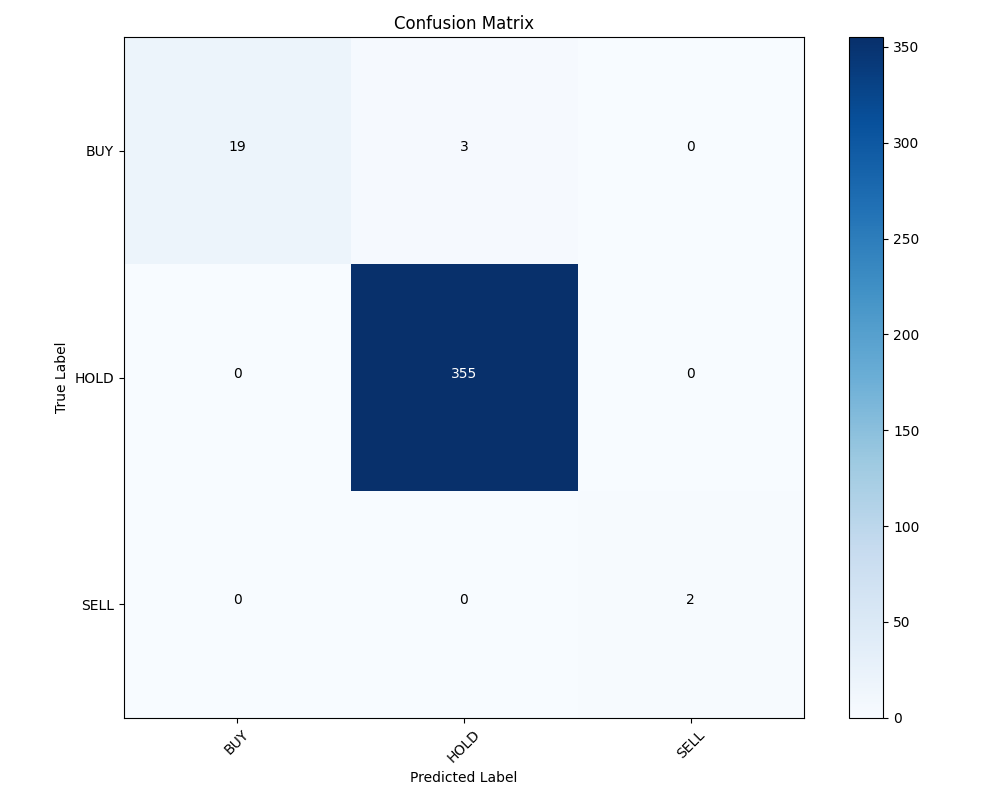 Confusion Matrix
BUY 19 3 0
HOLD 0 355 0
SELL 0 0 2
BUY HOLD SELL
True Label
Predicted Label
350
300
250
200
150
100
50
0